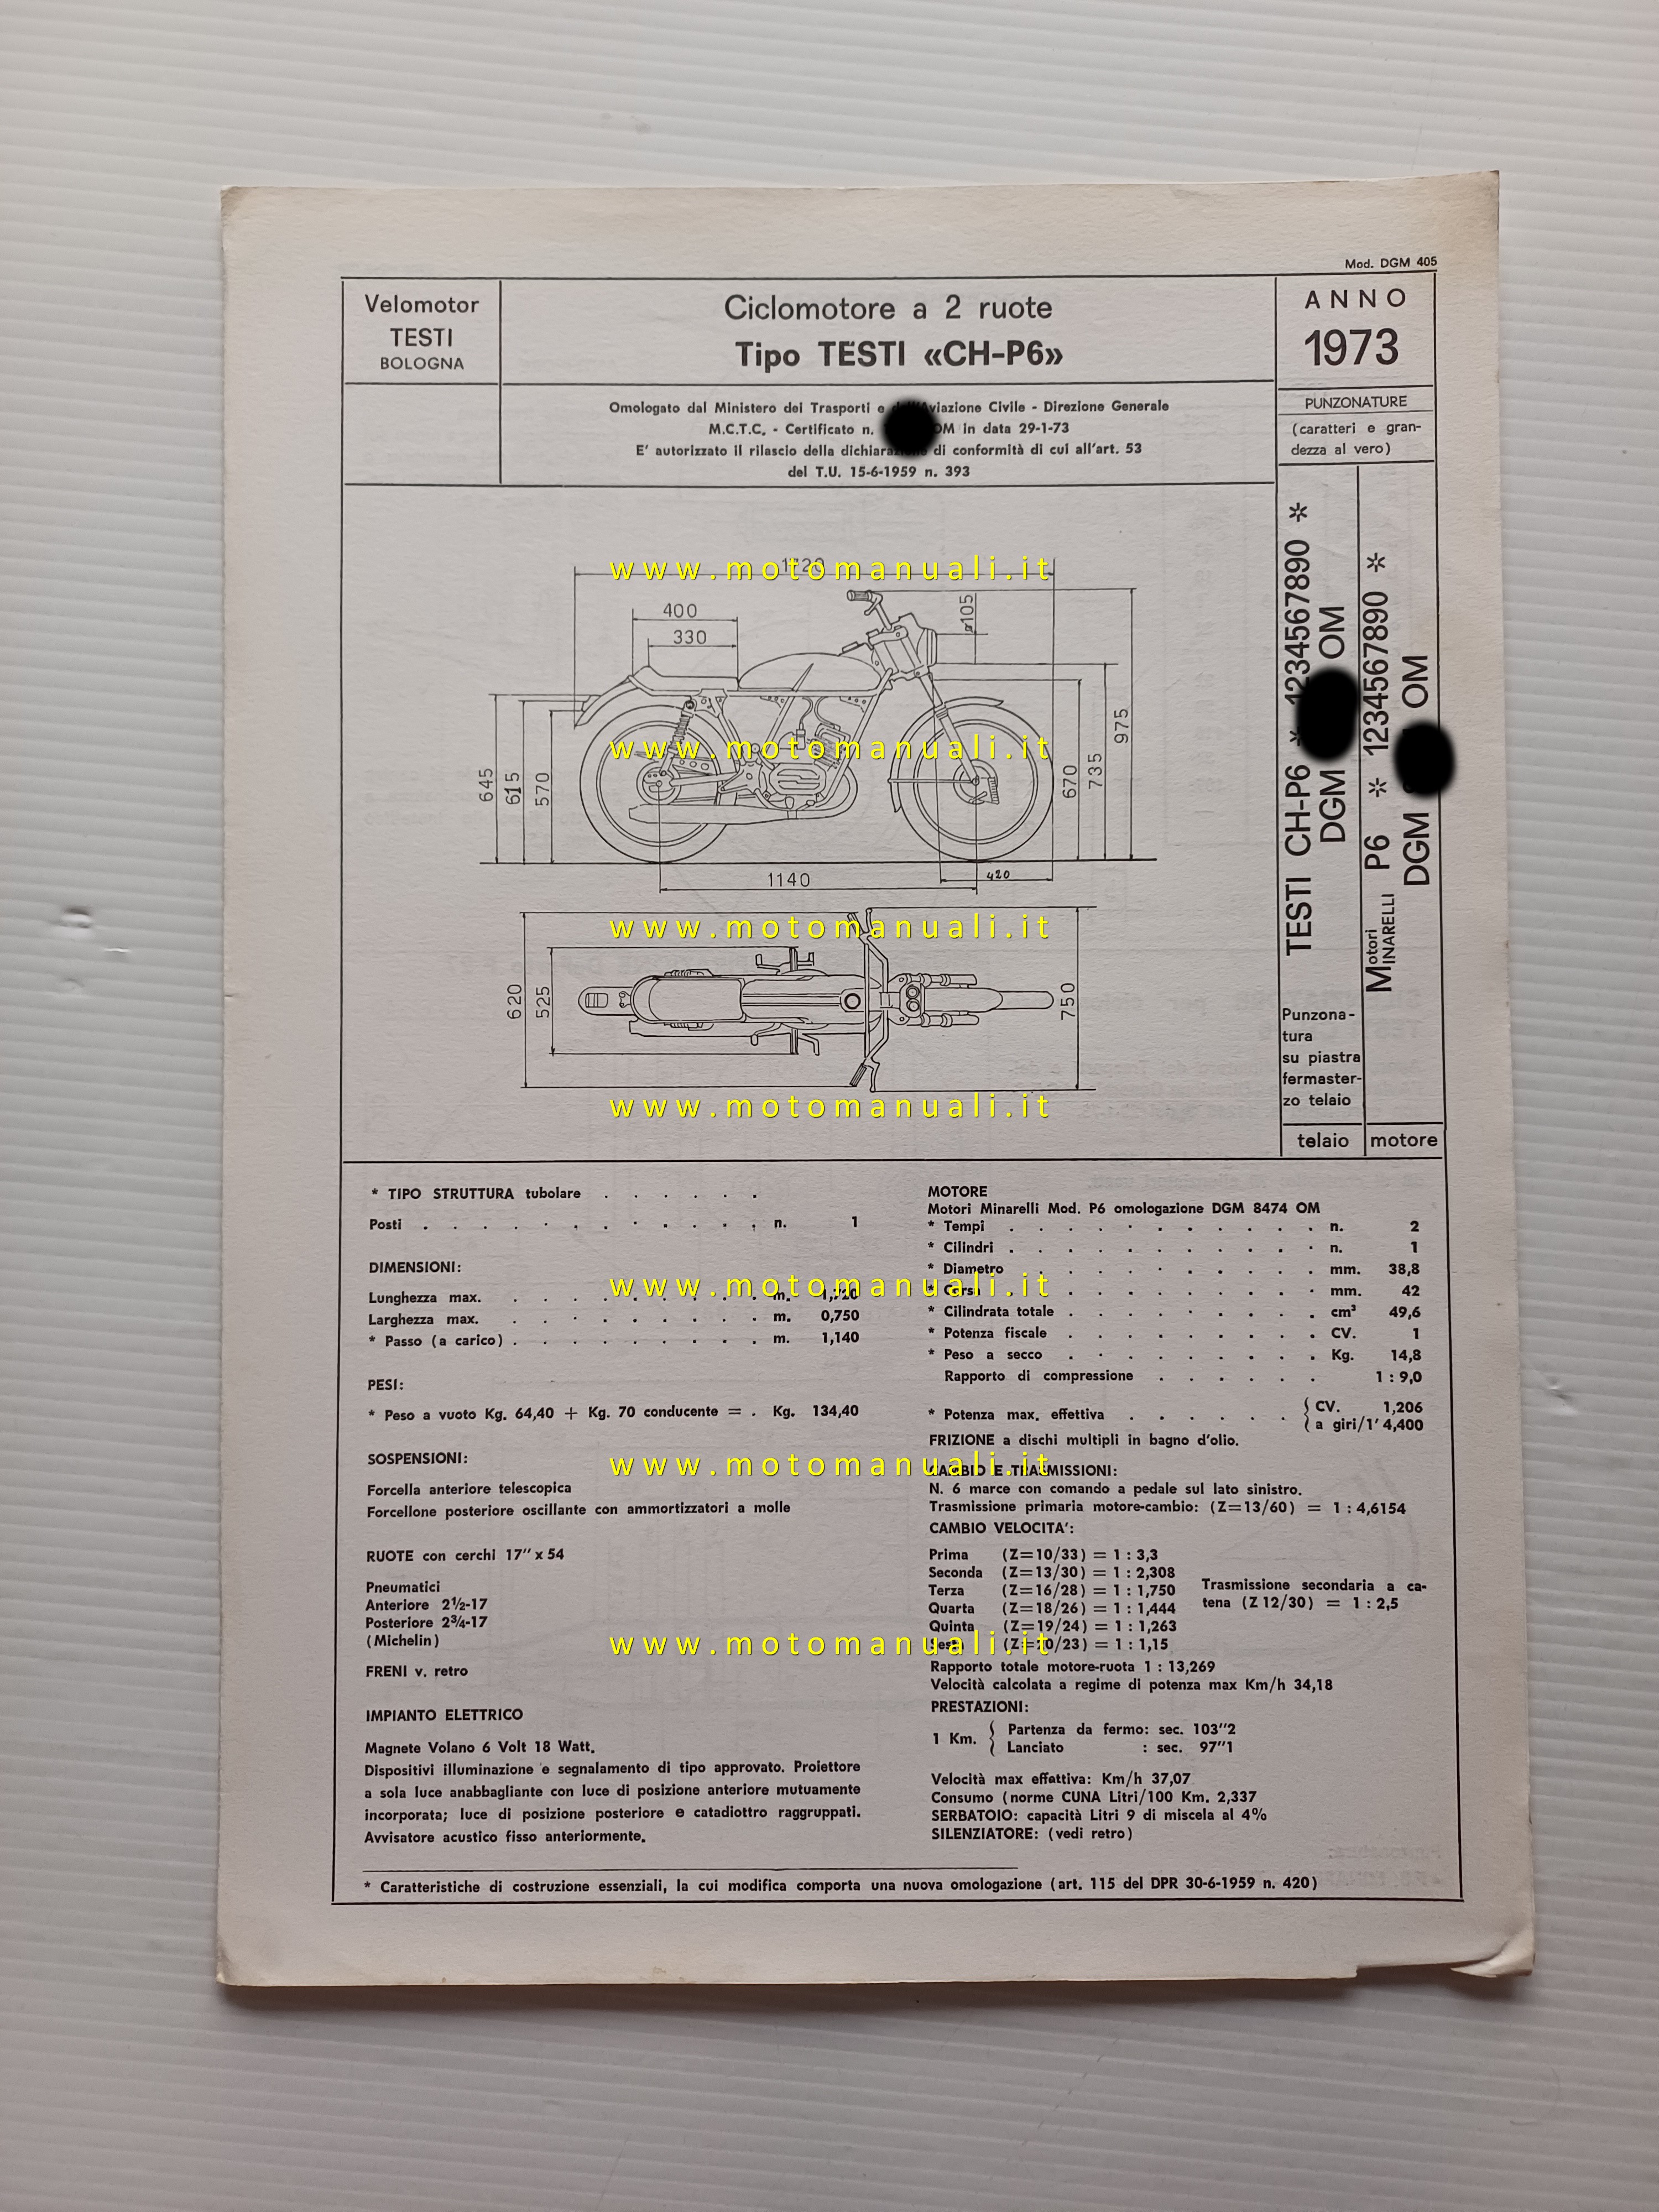 Mod. DGM 405
Velomotor
TESTI
BOLOGNA
Ciclomotore a 2 ruote
Tipo TESTI «CH-P6»
ANNO
1973
Omologato dal Ministero dei Trasporti e dell'Aviazione Civile - Direzione Generale
M.C.T.C. - Certificato n. OM in data 29-1-73
E' autorizzato il rilascio della dichiarazione di conformità di cui all'art. 53
del T.U. 15-6-1959 n. 393
PUNZONATURE
(caratteri e gran-
dezza al vero)
1720
www.motomanuali.it
400
330
ø105
645
615
570
670
735
975
www.motomanuali.it
1140
420
www.motomanuali.it
620
525
750
www.motomanuali.it
TESTI CH-P6 * 1234567890 *
DGM OM
Motori MINARELLI P6 * 1234567890 *
DGM OM
Punzona-
tura
su piastra
fermaster-
zo telaio
telaio
motore
* TIPO STRUTTURA tubolare . . . . . .
Posti . . . . . . . . . . . . n. 1
DIMENSIONI:
Lunghezza max. . . . . . . . . . m. 1,720
Larghezza max. . . . . . . . . . m. 0,750
* Passo (a carico) . . . . . . . . . m. 1,140
PESI:
* Peso a vuoto Kg. 64,40 + Kg. 70 conducente = . Kg. 134,40
SOSPENSIONI:
Forcella anteriore telescopica
Forcellone posteriore oscillante con ammortizzatori a molle
RUOTE con cerchi 17" x 54
Pneumatici
Anteriore 2½-17
Posteriore 2¾-17
(Michelin)
FRENI v. retro
IMPIANTO ELETTRICO
Magnete Volano 6 Volt 18 Watt.
Dispositivi illuminazione e segnalamento di tipo approvato. Proiettore
a sola luce anabbagliante con luce di posizione anteriore mutuamente
incorporata; luce di posizione posteriore e catadiottro raggruppati.
Avvisatore acustico fisso anteriormente.
MOTORE
Motori Minarelli Mod. P6 omologazione DGM 8474 OM
* Tempi . . . . . . . . . . . n. 2
* Cilindri . . . . . . . . . . . n. 1
* Diametro . . . . . . . . . . mm. 38,8
www.motomanuali.it
* Corsa . . . . . . . . . . mm. 42
* Cilindrata totale . . . . . . . . . cm³ 49,6
* Potenza fiscale . . . . . . . . . CV. 1
* Peso a secco . . . . . . . . . Kg. 14,8
Rapporto di compressione . . . . . . 1 : 9,0
* Potenza max. effettiva . . . . . . { CV. 1,206
{ a giri/1' 4,400
FRIZIONE a dischi multipli in bagno d'olio.
www.motomanuali.it
CAMBIO E TRASMISSIONI:
N. 6 marce con comando a pedale sul lato sinistro.
Trasmissione primaria motore-cambio: (Z=13/60) = 1 : 4,6154
CAMBIO VELOCITA':
Prima (Z=10/33) = 1 : 3,3
Seconda (Z=13/30) = 1 : 2,308
Terza (Z=16/28) = 1 : 1,750
Quarta (Z=18/26) = 1 : 1,444
Quinta (Z=19/24) = 1 : 1,263
Sesta (Z=20/23) = 1 : 1,15
www.motomanuali.it
Trasmissione secondaria a ca-
tena (Z 12/30) = 1 : 2,5
Rapporto totale motore-ruota 1 : 13,269
Velocità calcolata a regime di potenza max Km/h 34,18
PRESTAZIONI:
1 Km. { Partenza da fermo: sec. 103"2
{ Lanciato : sec. 97"1
Velocità max effettiva: Km/h 37,07
Consumo (norme CUNA Litri/100 Km. 2,337
SERBATOIO: capacità Litri 9 di miscela al 4%
SILENZIATORE: (vedi retro)
* Caratteristiche di costruzione essenziali, la cui modifica comporta una nuova omologazione (art. 115 del DPR 30-6-1959 n. 420)